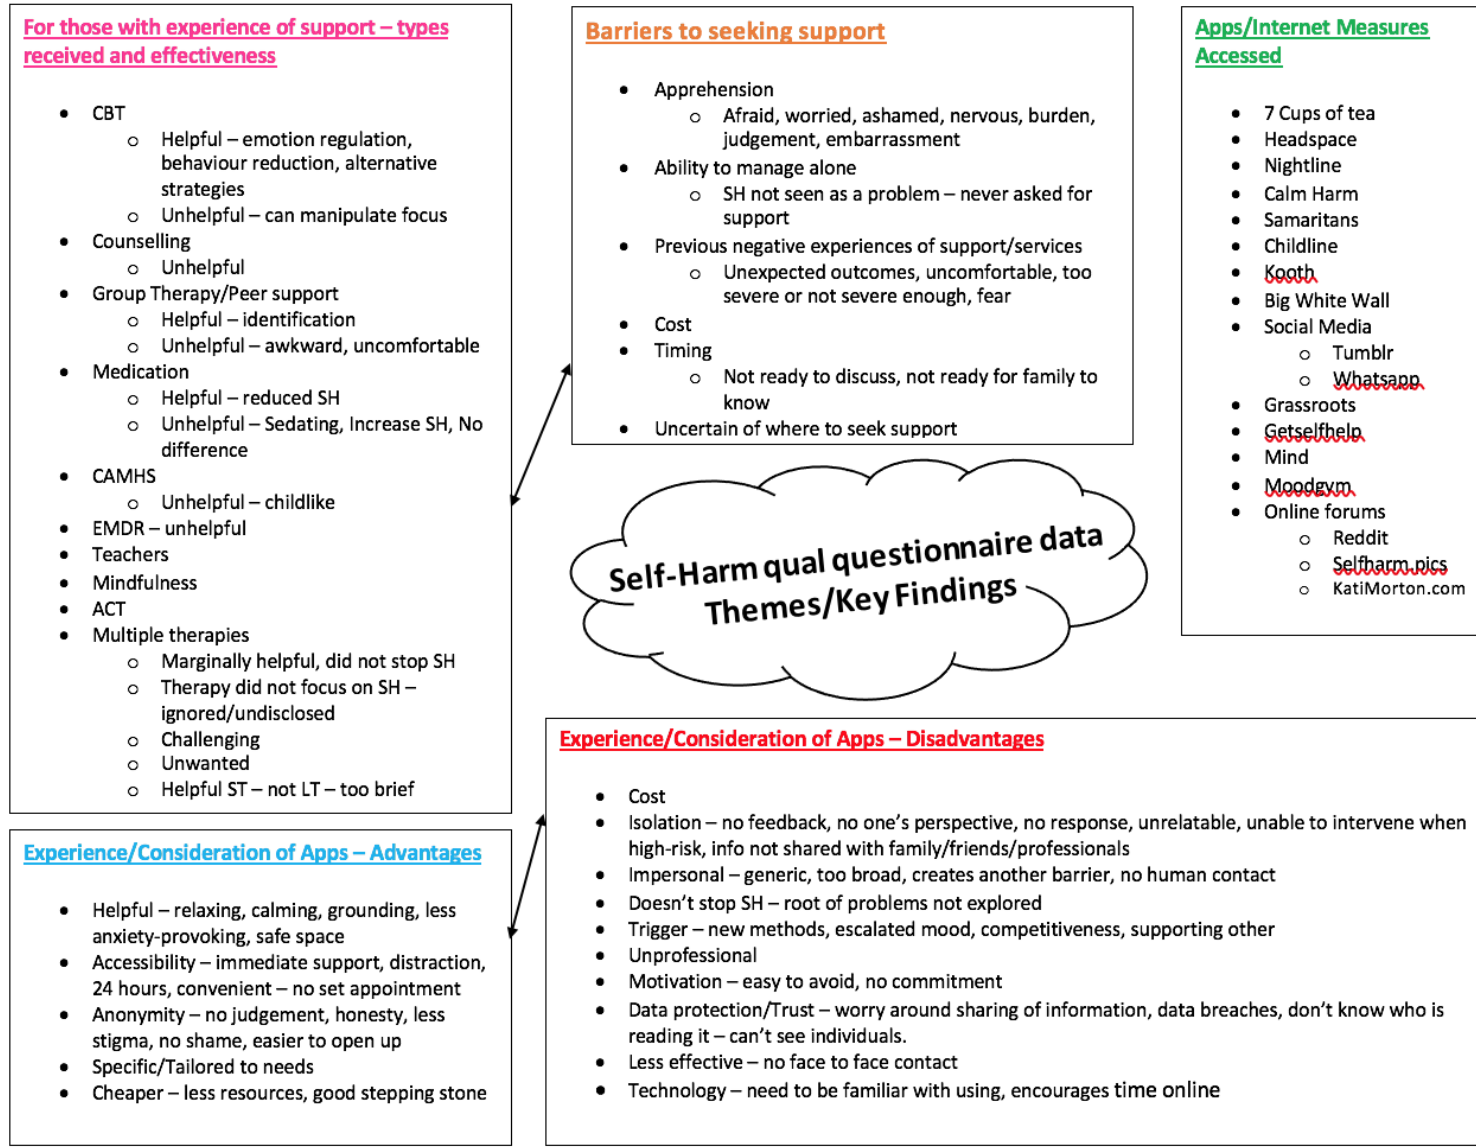 For those with experience of support – types
received and effectiveness
• CBT
o Helpful – emotion regulation,
behaviour reduction, alternative
strategies
o Unhelpful – can manipulate focus
• Counselling
o Unhelpful
• Group Therapy/Peer support
o Helpful – identification
o Unhelpful – awkward, uncomfortable
• Medication
o Helpful – reduced SH
o Unhelpful – Sedating, Increase SH, No
difference
• CAMHS
o Unhelpful – childlike
• EMDR – unhelpful
• Teachers
• Mindfulness
• ACT
• Multiple therapies
o Marginally helpful, did not stop SH
o Therapy did not focus on SH –
ignored/undisclosed
o Challenging
o Unwanted
o Helpful ST – not LT – too brief
Barriers to seeking support
• Apprehension
o Afraid, worried, ashamed, nervous, burden,
judgement, embarrassment
• Ability to manage alone
o SH not seen as a problem – never asked for
support
• Previous negative experiences of support/services
o Unexpected outcomes, uncomfortable, too
severe or not severe enough, fear
• Cost
• Timing
o Not ready to discuss, not ready for family to
know
• Uncertain of where to seek support
Apps/Internet Measures
Accessed
• 7 Cups of tea
• Headspace
• Nightline
• Calm Harm
• Samaritans
• Childline
• Kooth
• Big White Wall
• Social Media
o Tumblr
o Whatsapp
• Grassroots
• Getselfhelp
• Mind
• Moodgym
• Online forums
o Reddit
o Selfharm.pics
o KatiMorton.com
Self-Harm qual questionnaire data
Themes/Key Findings
Experience/Consideration of Apps – Advantages
• Helpful – relaxing, calming, grounding, less
anxiety-provoking, safe space
• Accessibility – immediate support, distraction,
24 hours, convenient – no set appointment
• Anonymity – no judgement, honesty, less
stigma, no shame, easier to open up
• Specific/Tailored to needs
• Cheaper – less resources, good stepping stone
Experience/Consideration of Apps – Disadvantages
• Cost
• Isolation – no feedback, no one's perspective, no response, unrelatable, unable to intervene when
high-risk, info not shared with family/friends/professionals
• Impersonal – generic, too broad, creates another barrier, no human contact
• Doesn't stop SH – root of problems not explored
• Trigger – new methods, escalated mood, competitiveness, supporting other
• Unprofessional
• Motivation – easy to avoid, no commitment
• Data protection/Trust – worry around sharing of information, data breaches, don't know who is
reading it – can't see individuals.
• Less effective – no face to face contact
• Technology – need to be familiar with using, encourages time online